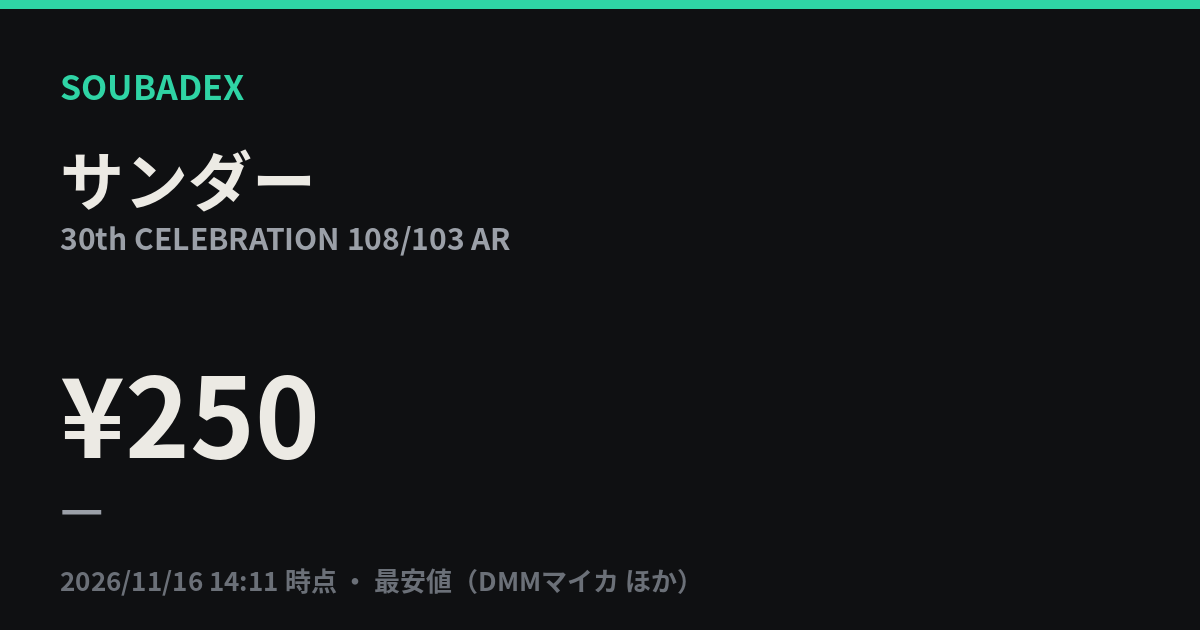 SOUBADEX
サンダー
30th CELEBRATION 108/103 AR
¥250
—
2026/11/16 14:11 時点 ・ 最安値（DMMマイカ ほか）